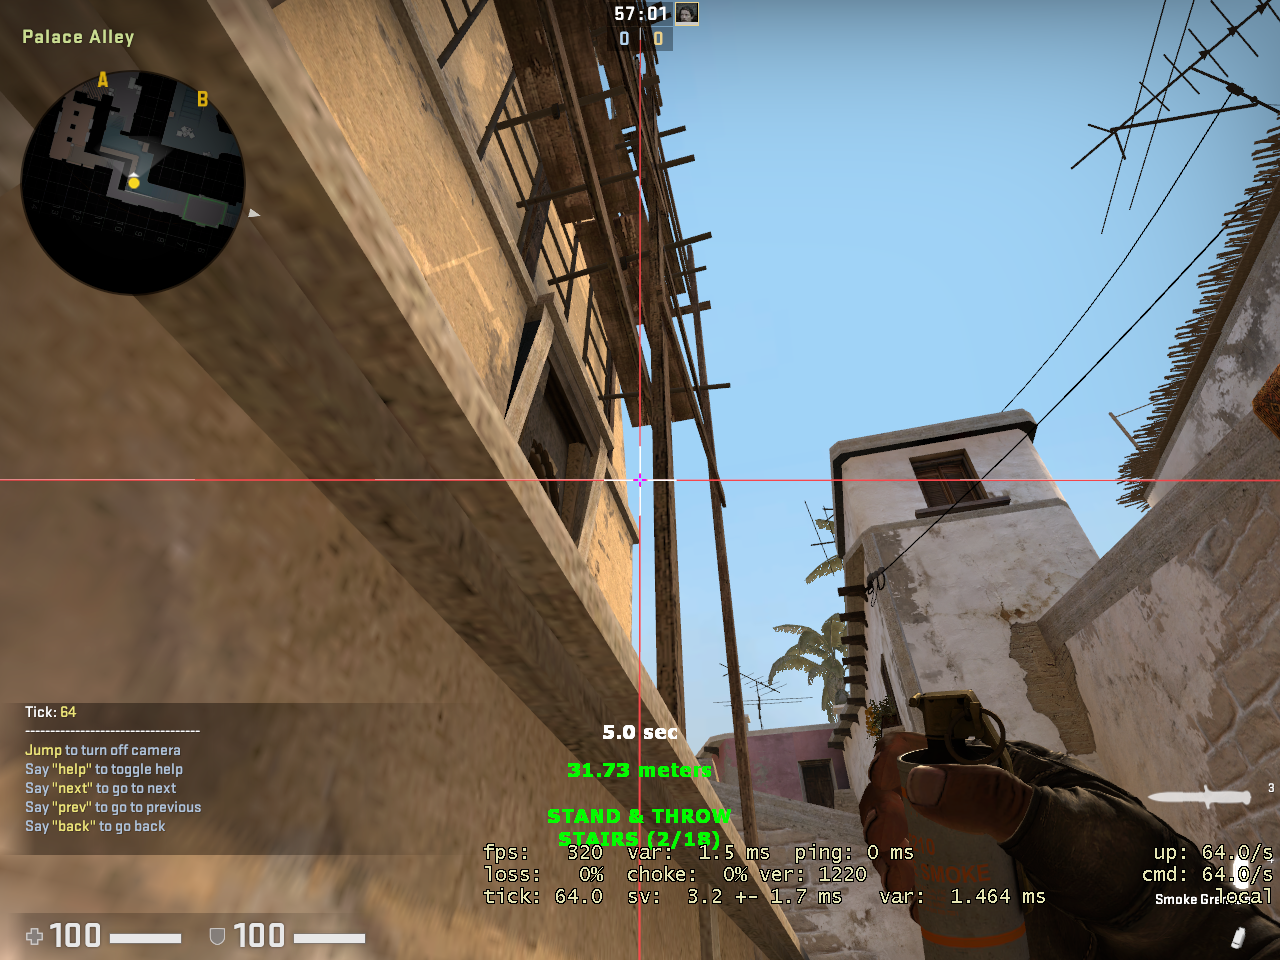 57:01
Palace Alley
0 0
A
B
Tick: 64
-----------------------------------
Jump to turn off camera
Say "help" to toggle help
Say "next" to go to next
Say "prev" to go to previous
Say "back" to go back
5.0 sec
31.73 meters
STAND & THROW
STAIRS (2/18)
3
fps: 320 var: 1.5 ms ping: 0 ms
up: 64.0/s
loss: 0% choke: 0% ver: 1220
cmd: 64.0/s
tick: 64.0 sv: 3.2 +- 1.7 ms var: 1.464 ms
local
SMOKE
100 100